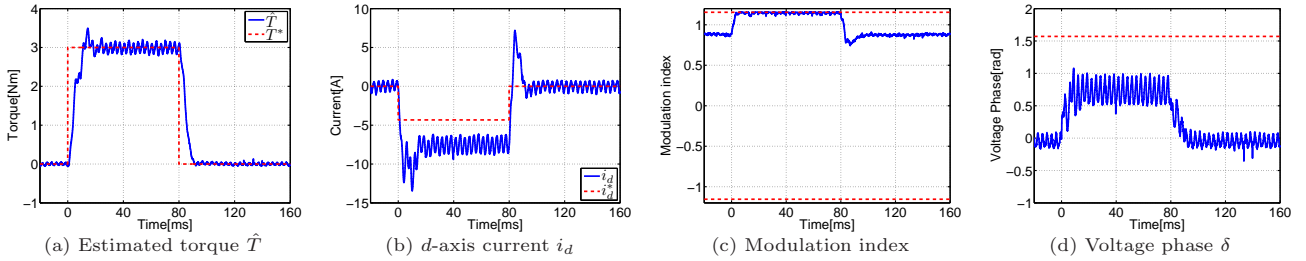 4
3
2
1
0
−1
0
40
80
120
160
Torque[Nm]
Time[ms]
T̂
T*
(a) Estimated torque T̂
10
5
0
−5
−10
−15
0
40
80
120
160
Current[A]
Time[ms]
i_d
i_d*
(b) d-axis current i_d
1
0.5
0
−0.5
−1
0
40
80
120
160
Modulation index
Time[ms]
(c) Modulation index
2
1.5
1
0.5
0
−0.5
−1
0
40
80
120
160
Voltage Phase[rad]
Time[ms]
(d) Voltage phase δ